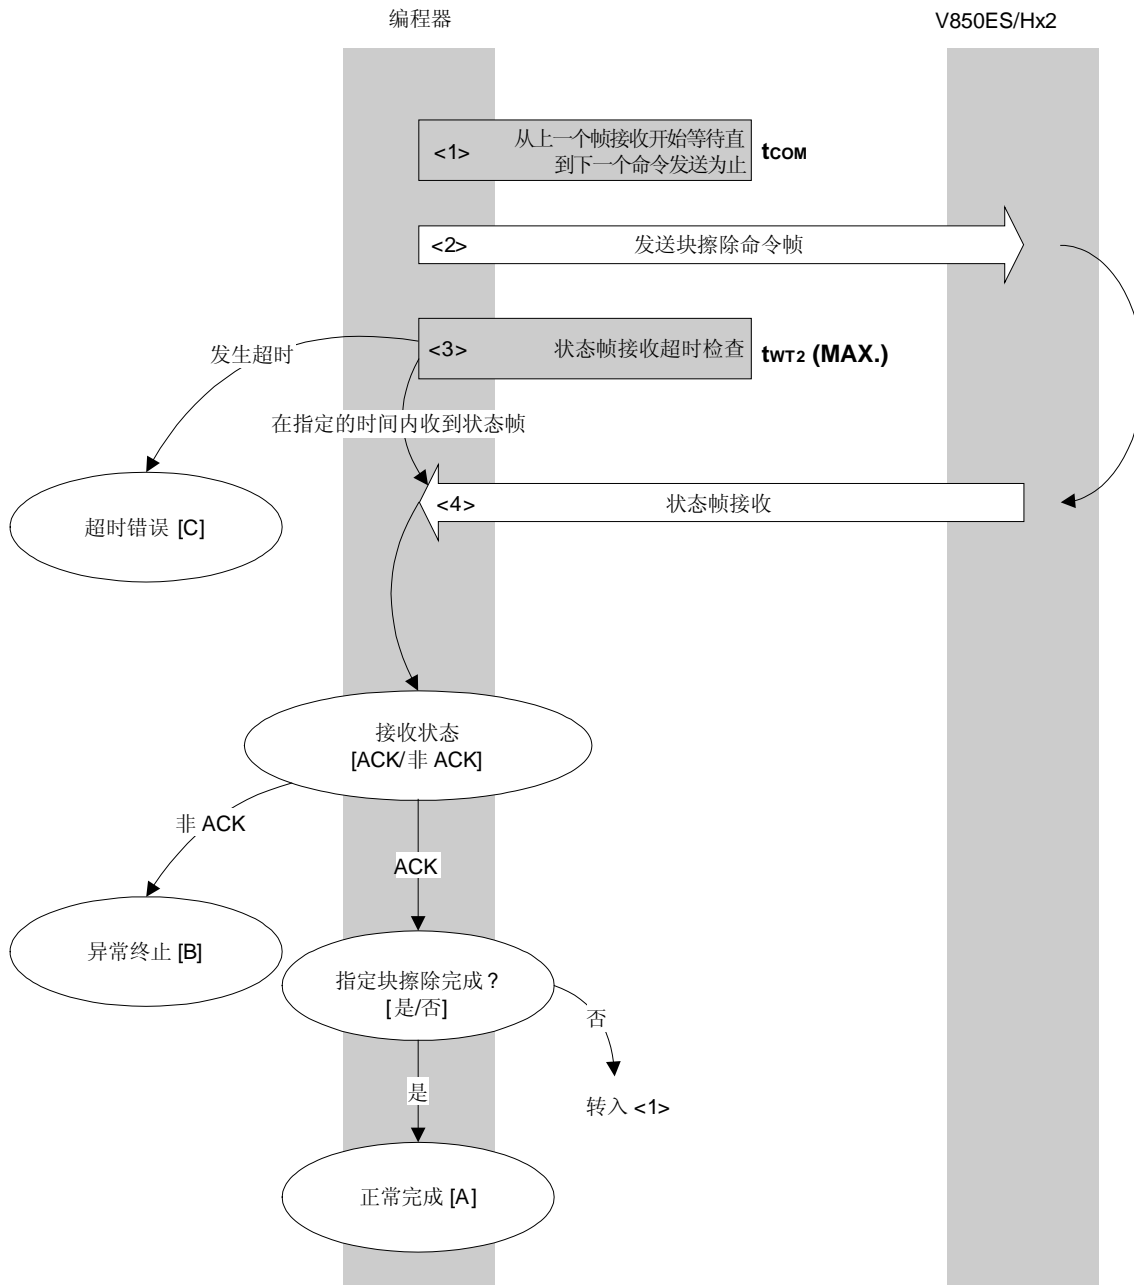 编程器
V850ES/Hx2
<1> 从上一个帧接收开始等待直
到下一个命令发送为止
tCOM
<2> 发送块擦除命令帧
<3> 状态帧接收超时检查
tWT2 (MAX.)
发生超时
在指定的时间内收到状态帧
<4> 状态帧接收
超时错误 [C]
接收状态
[ACK/非 ACK]
非 ACK
ACK
异常终止 [B]
指定块擦除完成？
[是/否]
否
是
转入 <1>
正常完成 [A]